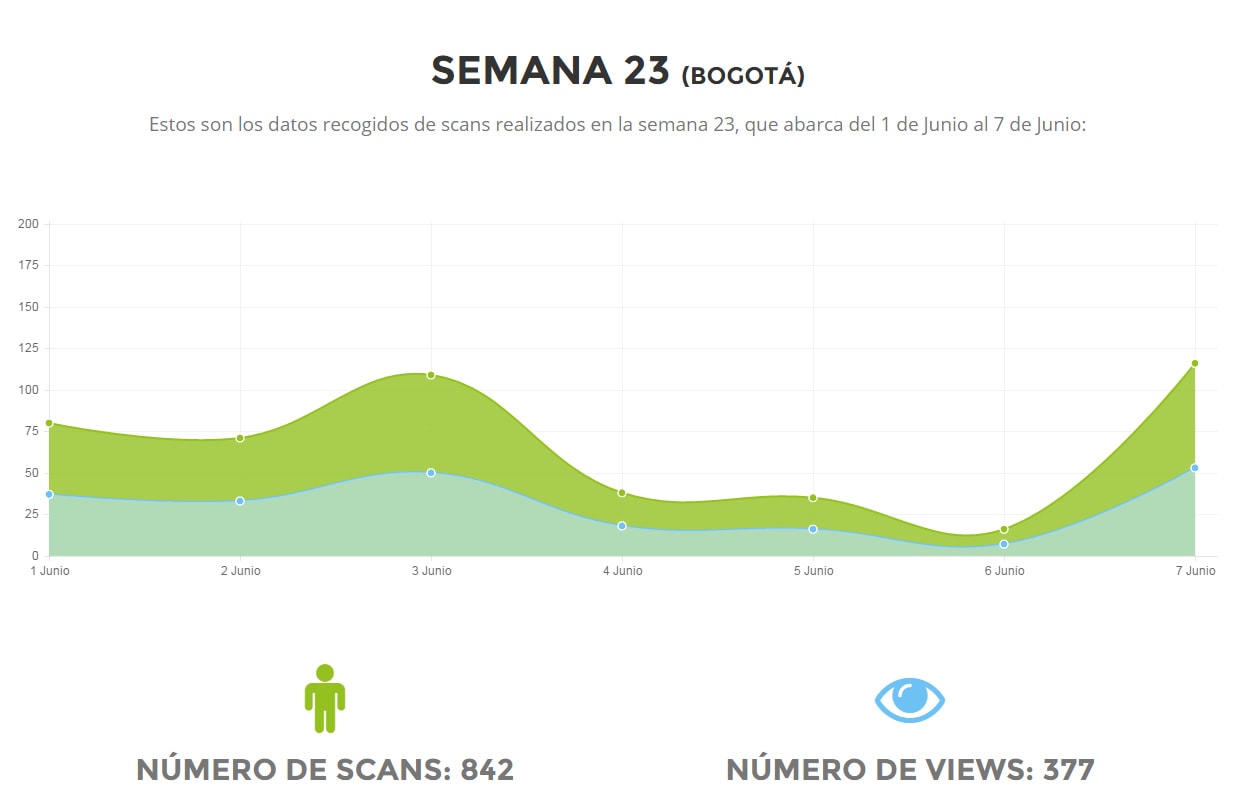 SEMANA 23 (BOGOTÁ)
Estos son los datos recogidos de scans realizados en la semana 23, que abarca del 1 de Junio al 7 de Junio:
200
175
150
125
100
75
50
25
0
1 Junio 2 Junio 3 Junio 4 Junio 5 Junio 6 Junio 7 Junio
NÚMERO DE SCANS: 842 NÚMERO DE VIEWS: 377